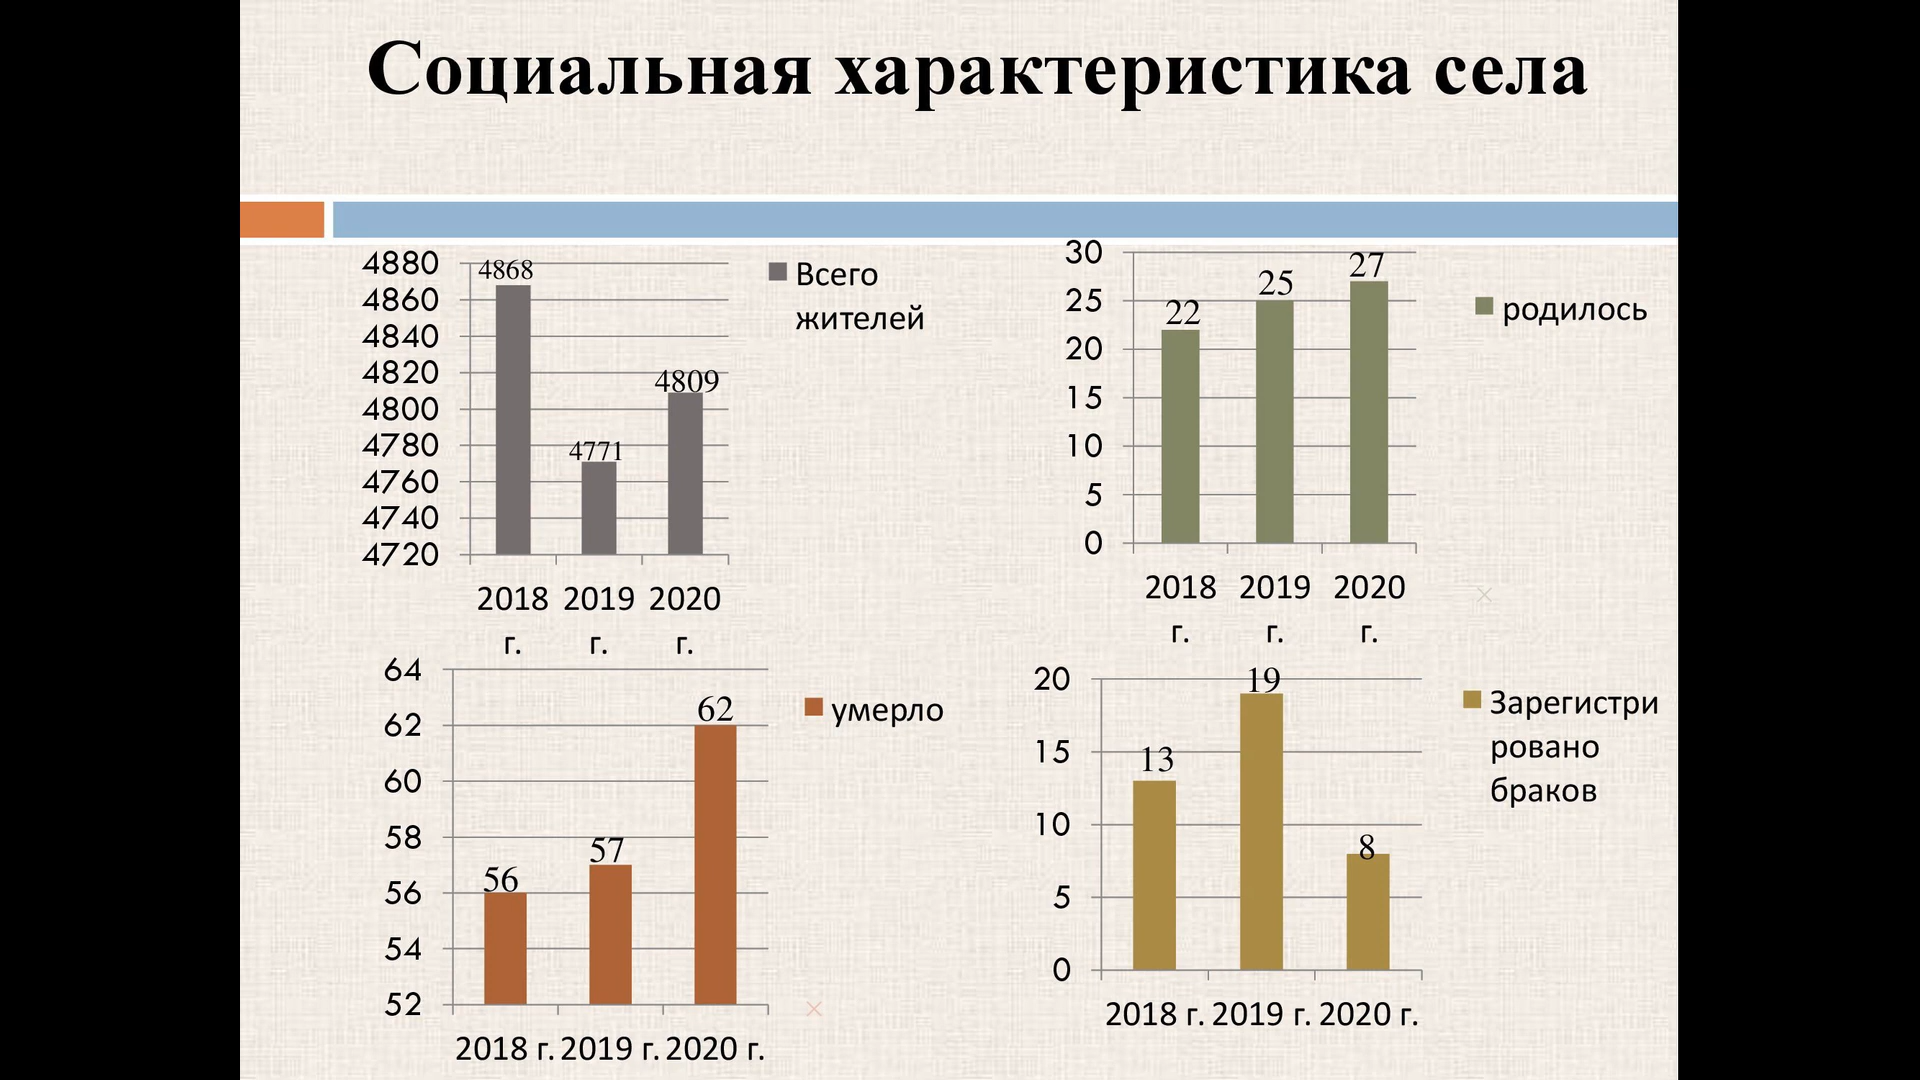 Социальная характеристика села
4880
4860
4840
4820
4800
4780
4760
4740
4720
4868
4771
4809
2018 2019 2020
г. г. г.
Всего
жителей
30
25
20
15
10
5
0
22
25
27
2018 2019 2020
г. г. г.
родилось
64
62
60
58
56
54
52
56
57
62
2018 г. 2019 г. 2020 г.
умерло
20
15
10
5
0
13
19
8
2018 г. 2019 г. 2020 г.
Зарегистри
ровано
браков